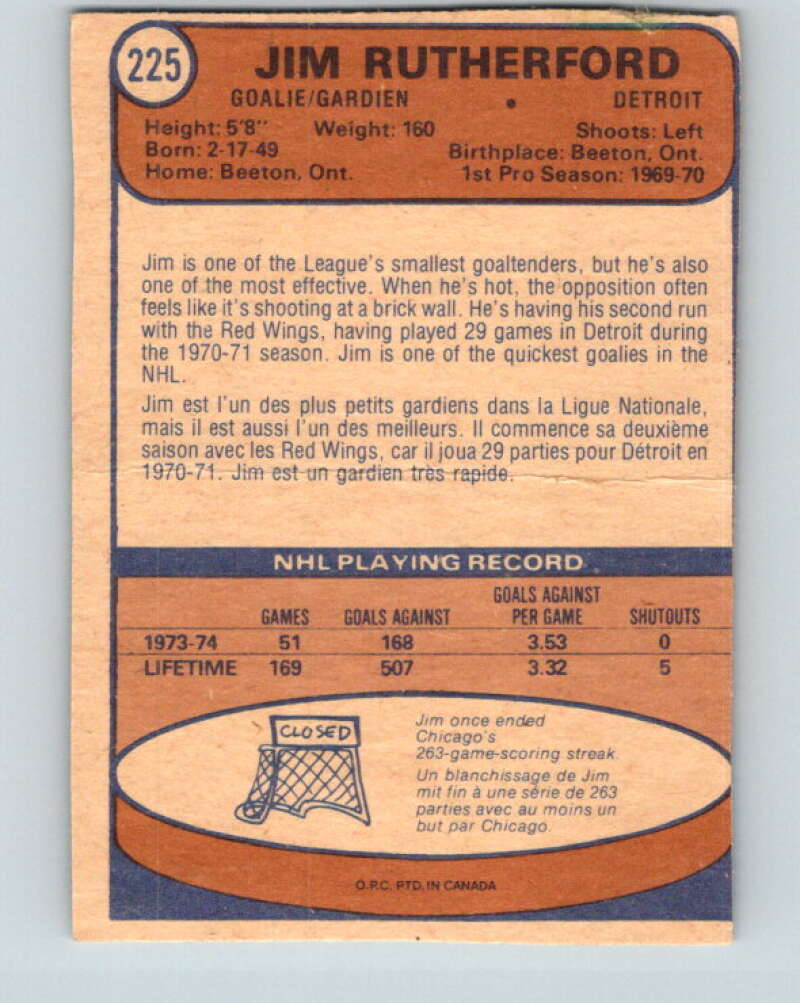 225
JIM RUTHERFORD
GOALIE/GARDIEN • DETROIT
Height: 5'8" Weight: 160 Shoots: Left
Born: 2-17-49 Birthplace: Beeton, Ont.
Home: Beeton, Ont. 1st Pro Season: 1969-70
Jim is one of the League's smallest goaltenders, but he's also
one of the most effective. When he's hot, the opposition often
feels like it's shooting at a brick wall. He's having his second run
with the Red Wings, having played 29 games in Detroit during
the 1970-71 season. Jim is one of the quickest goalies in the
NHL.
Jim est l'un des plus petits gardiens dans la Ligue Nationale,
mais il est aussi l'un des meilleurs. Il commence sa deuxième
saison avec les Red Wings, car il joua 29 parties pour Détroit en
1970-71. Jim est un gardien très rapide.
NHL PLAYING RECORD
GAMES GOALS AGAINST GOALS AGAINST PER GAME SHUTOUTS
1973-74 51 168 3.53 0
LIFETIME 169 507 3.32 5
CLOSED
Jim once ended
Chicago's
263-game-scoring streak.
Un blanchissage de Jim
mit fin à une série de 263
parties avec au moins un
but par Chicago.
O.P.C. PTD. IN CANADA